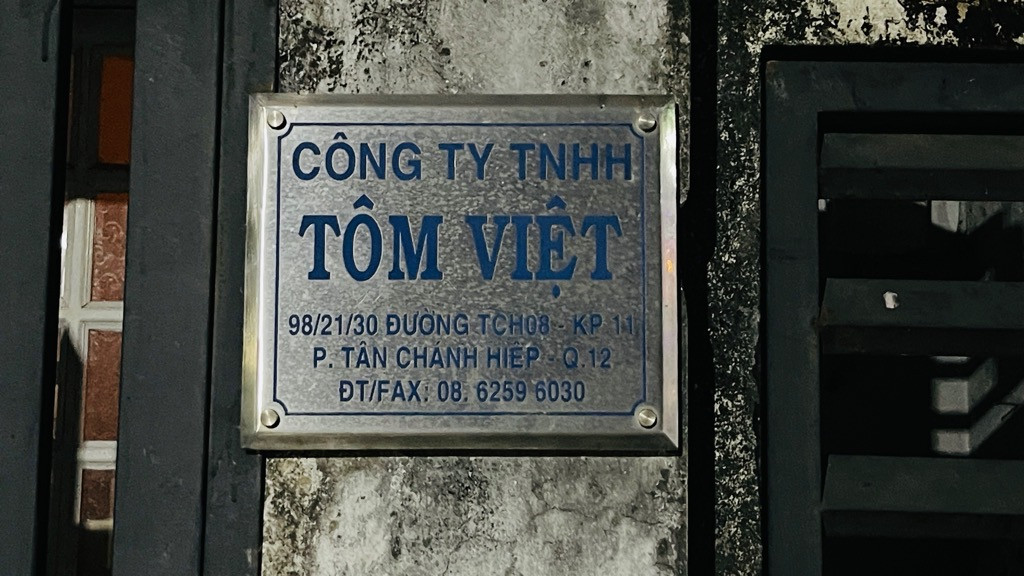 CÔNG TY TNHH
TÔM VIỆT
98/21/30 ĐƯỜNG TCH08 - KP 11
P. TÂN CHÁNH HIỆP - Q.12
ĐT/FAX: 08. 6259 6030